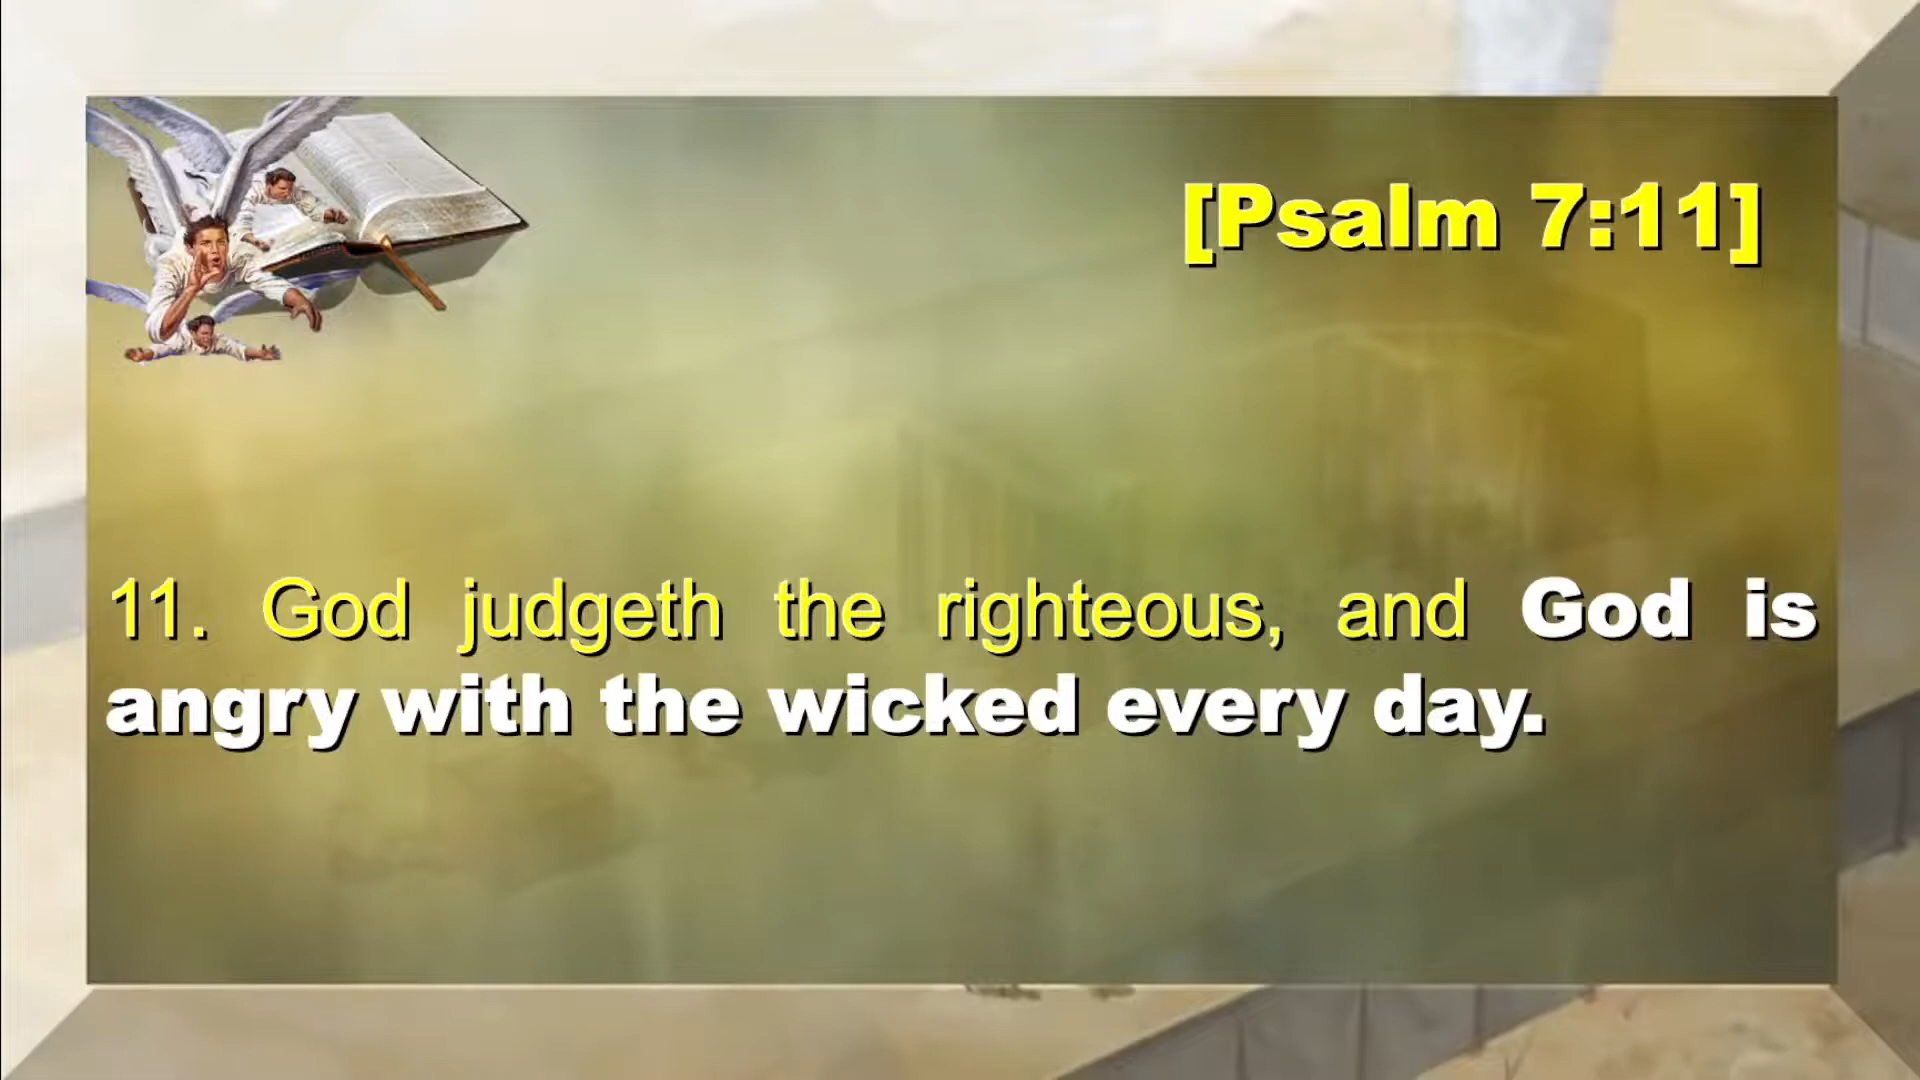 [Psalm 7:11]
11. God judgeth the righteous, and God is
angry with the wicked every day.